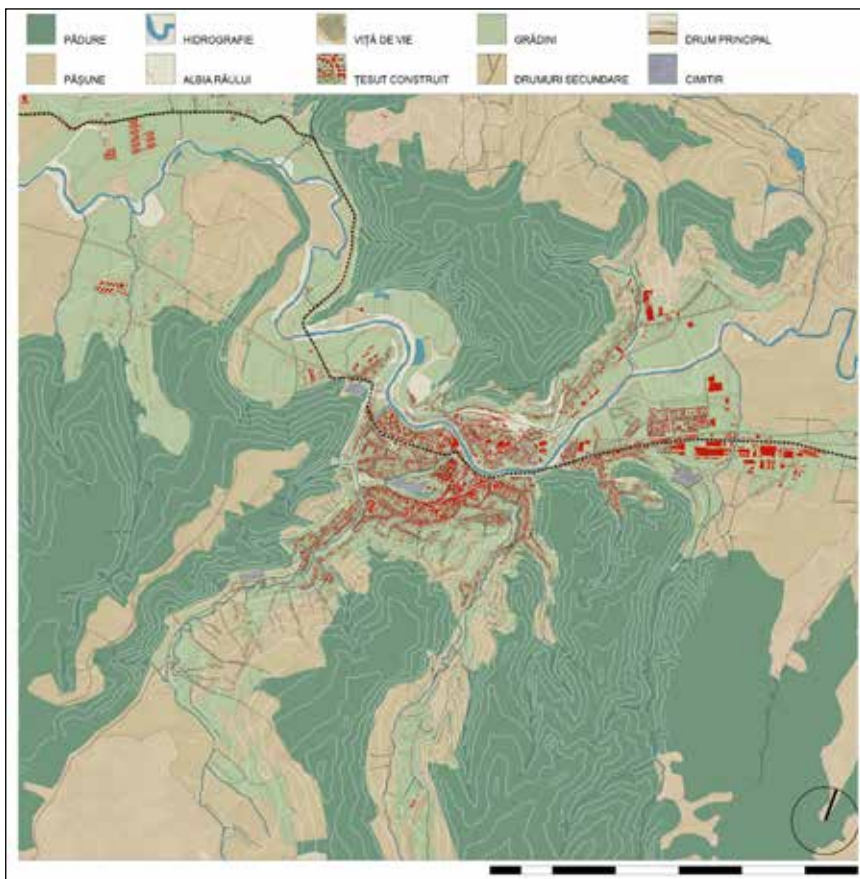 PĂDURE HIDROGRAFIE VIȚĂ DE VIE GRĂDINI DRUM PRINCIPAL
PĂȘUNE ALBIA RÂULUI ȚESUT CONSTRUIT DRUMURI SECUNDARE CIMITIR